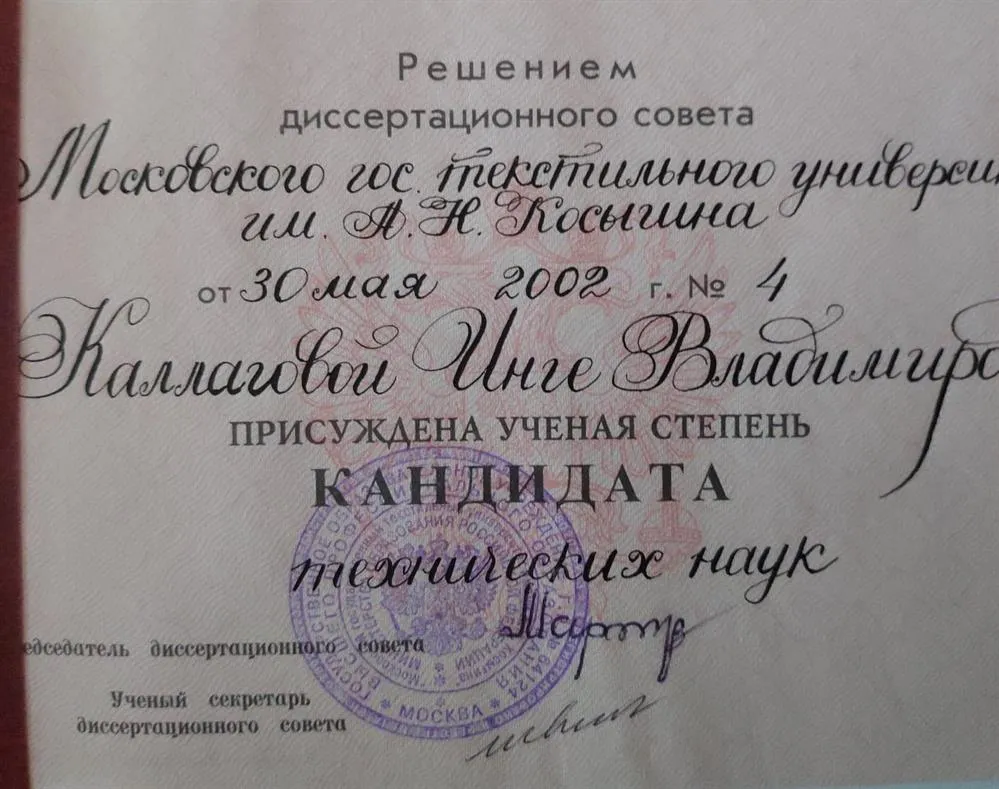 Решением
диссертационного совета
Московского гос. текстильного универси
им. А. Н. Косыгина
от 30 мая 2002 г. № 4
Каллаговой Инге Владимиро
ПРИСУЖДЕНА УЧЕНАЯ СТЕПЕНЬ
КАНДИДАТА
технических наук
едседатель диссертационного совета
Ученый секретарь
диссертационного совета
МОСКВА